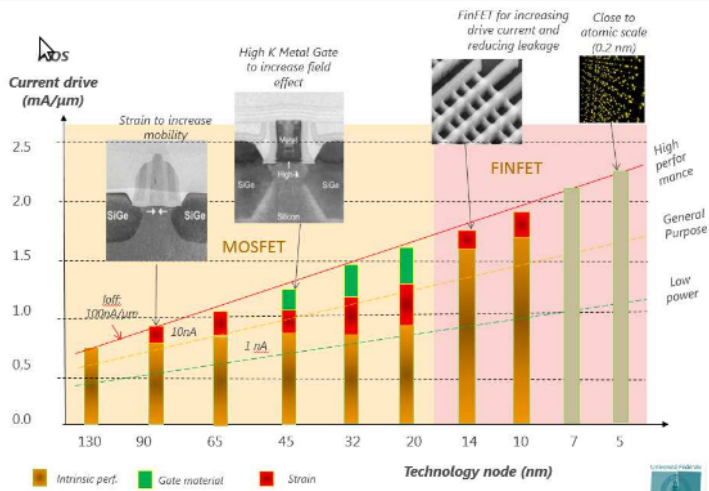 OS
Current drive
(mA/µm)
Strain to increase
mobility
High K Metal Gate
to increase field
effect
FinFET for increasing
drive current and
reducing leakage
Close to
atomic scale
(0.2 nm)
2.5
2.0
1.5
1.0
0.5
0.0
SiGe
SiGe
Metal
High-k
SiGe
SiGe
Silicon
MOSFET
FINFET
High
perfor
mance
General
Purpose
Low
power
Ioff:
100nA/µm
10nA
1 nA
130 90 65 45 32 20 14 10 7 5
Technology node (nm)
Intrinsic perf. Gate material Strain